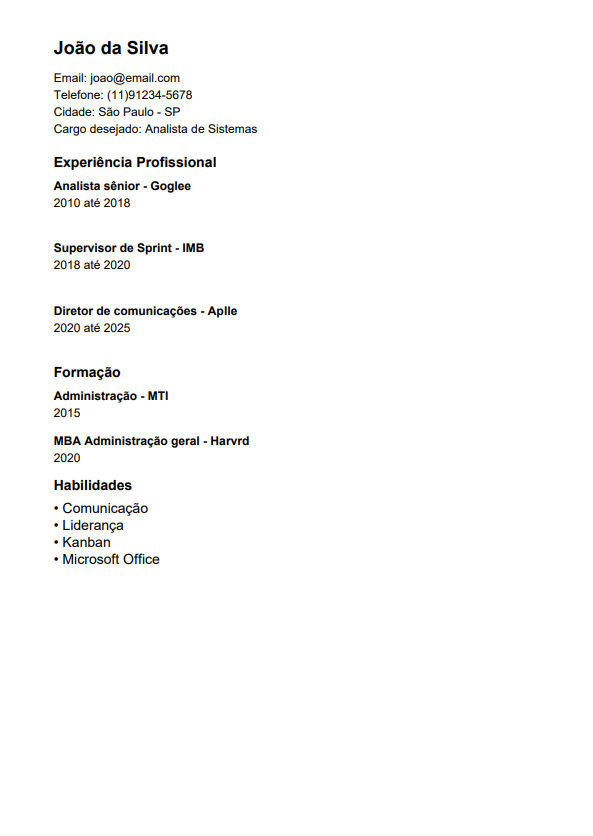 João da Silva
Email: joao@email.com
Telefone: (11)91234-5678
Cidade: São Paulo - SP
Cargo desejado: Analista de Sistemas
Experiência Profissional
Analista sênior - Goglee
2010 até 2018
Supervisor de Sprint - IMB
2018 até 2020
Diretor de comunicações - Aplle
2020 até 2025
Formação
Administração - MTI
2015
MBA Administração geral - Harvrd
2020
Habilidades
• Comunicação
• Liderança
• Kanban
• Microsoft Office